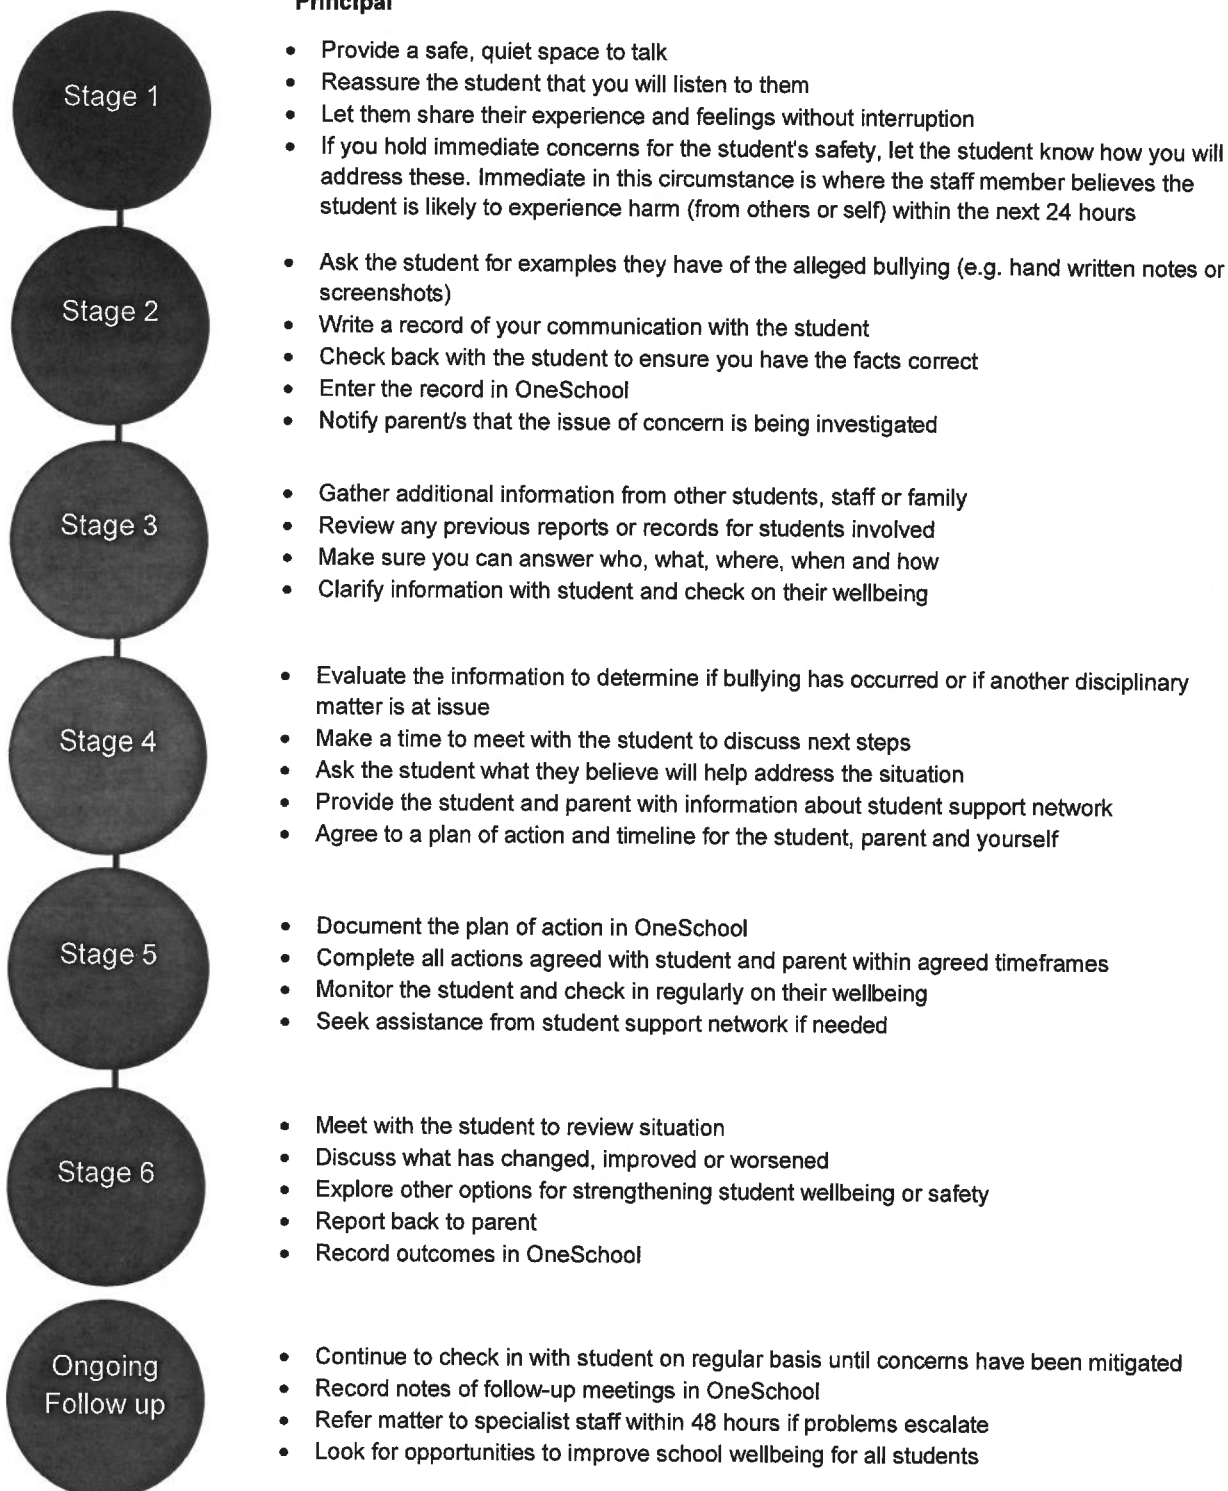 Principal
Stage 1
• Provide a safe, quiet space to talk
• Reassure the student that you will listen to them
• Let them share their experience and feelings without interruption
• If you hold immediate concerns for the student's safety, let the student know how you will
address these. Immediate in this circumstance is where the staff member believes the
student is likely to experience harm (from others or self) within the next 24 hours
Stage 2
• Ask the student for examples they have of the alleged bullying (e.g. hand written notes or
screenshots)
• Write a record of your communication with the student
• Check back with the student to ensure you have the facts correct
• Enter the record in OneSchool
• Notify parent/s that the issue of concern is being investigated
Stage 3
• Gather additional information from other students, staff or family
• Review any previous reports or records for students involved
• Make sure you can answer who, what, where, when and how
• Clarify information with student and check on their wellbeing
Stage 4
• Evaluate the information to determine if bullying has occurred or if another disciplinary
matter is at issue
• Make a time to meet with the student to discuss next steps
• Ask the student what they believe will help address the situation
• Provide the student and parent with information about student support network
• Agree to a plan of action and timeline for the student, parent and yourself
Stage 5
• Document the plan of action in OneSchool
• Complete all actions agreed with student and parent within agreed timeframes
• Monitor the student and check in regularly on their wellbeing
• Seek assistance from student support network if needed
Stage 6
• Meet with the student to review situation
• Discuss what has changed, improved or worsened
• Explore other options for strengthening student wellbeing or safety
• Report back to parent
• Record outcomes in OneSchool
Ongoing
Follow up
• Continue to check in with student on regular basis until concerns have been mitigated
• Record notes of follow-up meetings in OneSchool
• Refer matter to specialist staff within 48 hours if problems escalate
• Look for opportunities to improve school wellbeing for all students